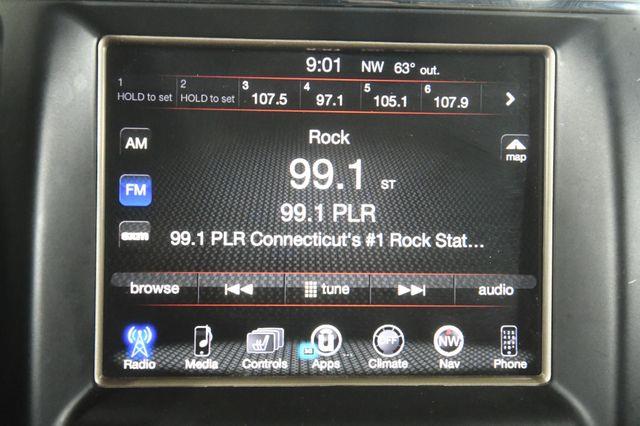 9:01 NW 63° out.
1 2 3 4 5 6
HOLD to set HOLD to set 107.5 97.1 105.1 107.9
Rock
AM
map
99.1 ST
FM
99.1 PLR
99.1 PLR Connecticut's #1 Rock Stat...
browse tune audio
OFF NW
Radio Media Controls Apps Climate Nav Phone